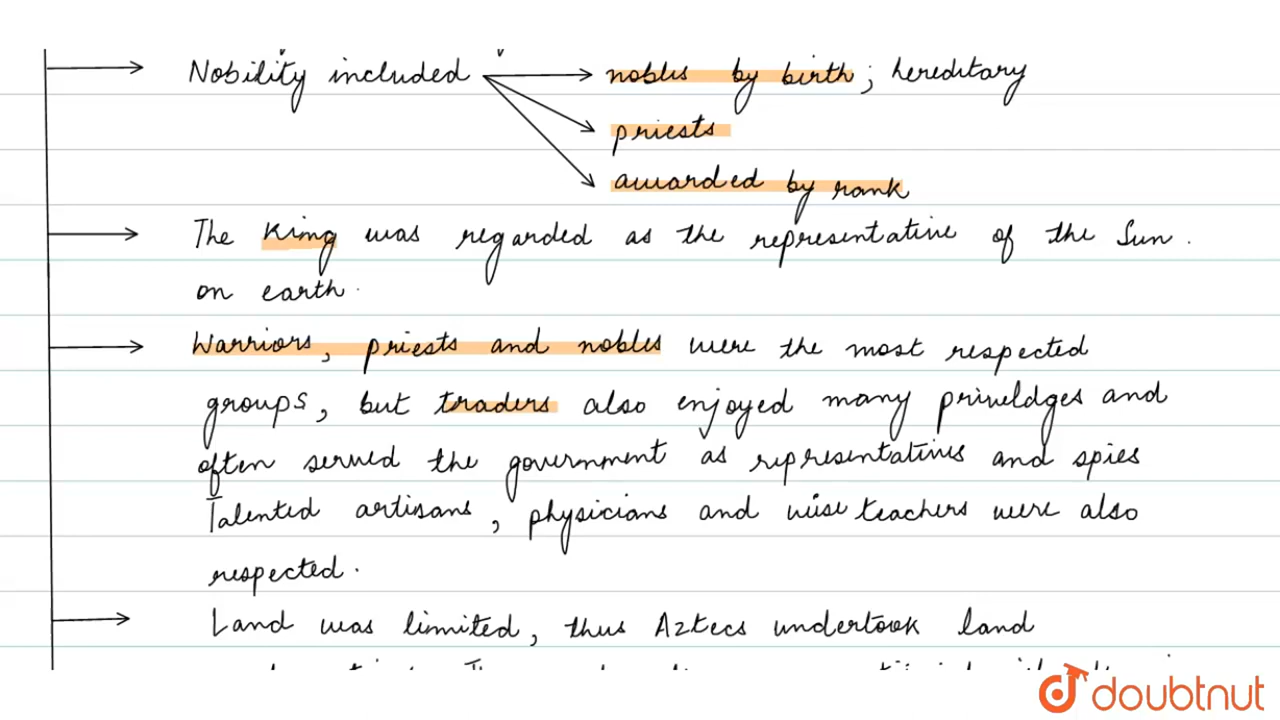 Nobility included → nobles by birth; hereditary
→ priests
→ awarded by rank
The King was regarded as the representative of the Sun.
on earth.
Warriors, priests and nobles were the most respected
groups, but traders also enjoyed many priveldges and
often served the government as representatives and spies
Talented artisans, physicians and wise teachers were also
respected.
Land was limited, thus Aztecs undertook land
doubtnut